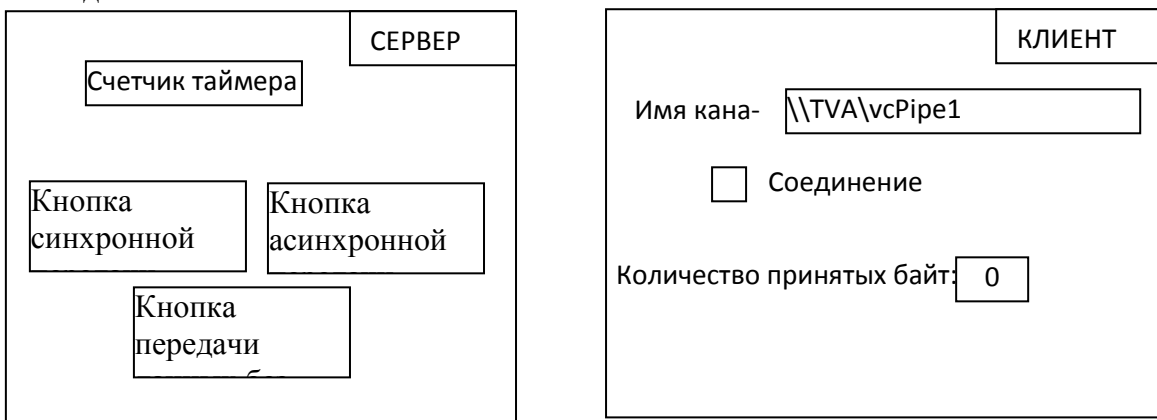 СЕРВЕР
Счетчик таймера
Кнопка
синхронной
Кнопка
асинхронной
Кнопка
передачи
КЛИЕНТ
Имя кана-
\\TVA\vcPipe1
Соединение
Количество принятых байт:
0